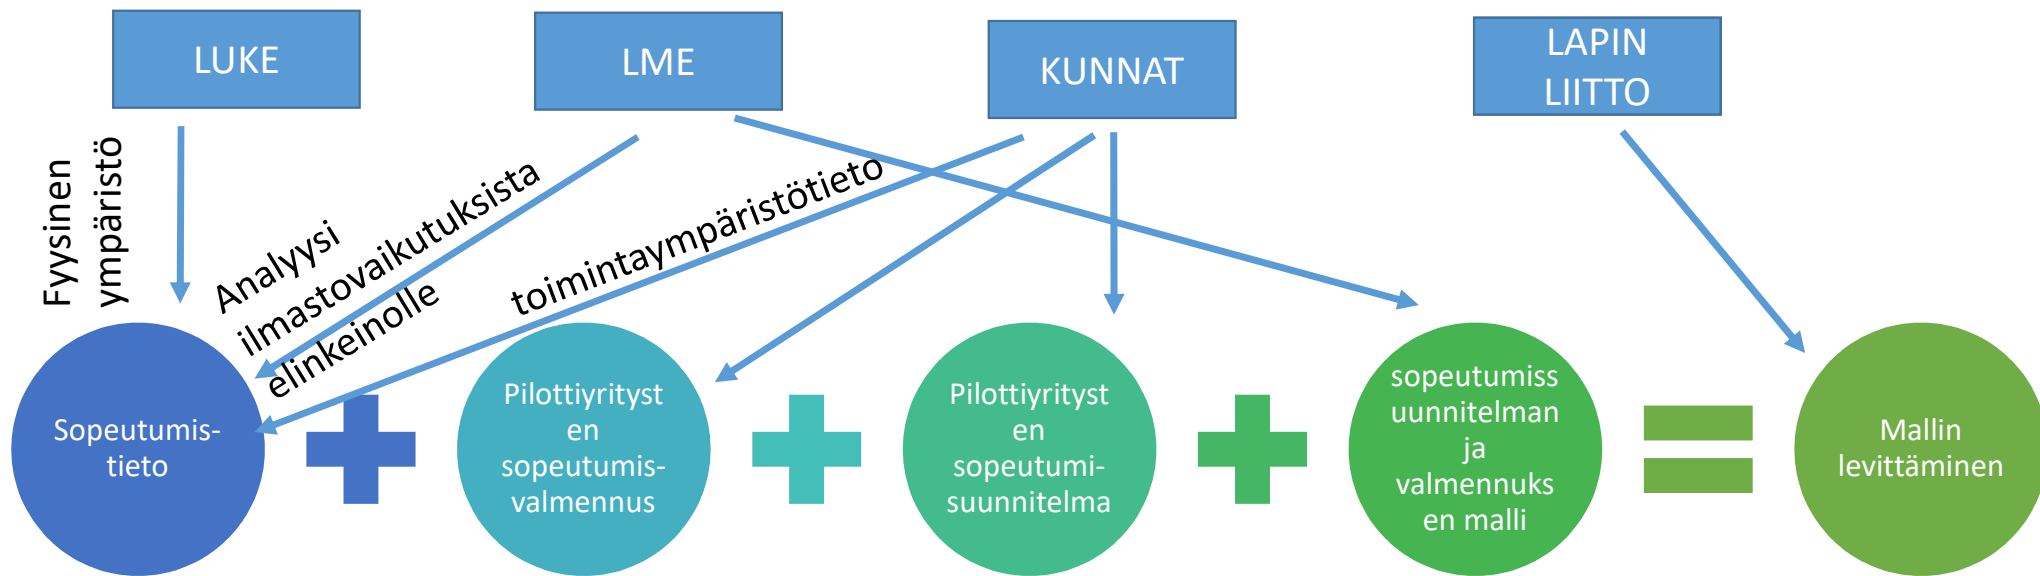 LUKE
LME
KUNNAT
LAPIN
LIITTO
Fyysinen
ympäristö
Analyysi
ilmastovaikutuksista
elinkeinolle
toimintaympäristötieto
Sopeutumis-
tieto
Pilottiyrityst
en
sopeutumis-
valmennus
Pilottiyrityst
en
sopeutumi-
suunnitelma
sopeutumiss
uunnitelman
ja
valmennuks
en malli
Mallin
levittäminen